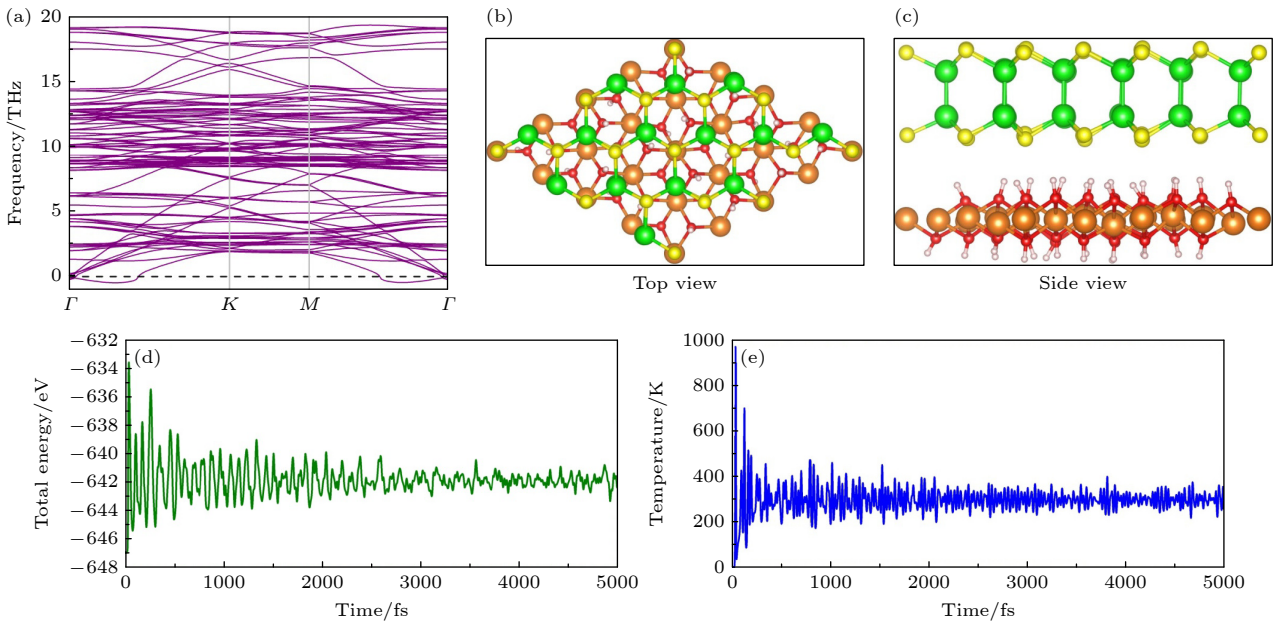 (a)
20
15
10
5
0
Frequency/THz
Γ
K
M
Γ
(b)
Top view
(c)
Side view
(d)
−632
−634
−636
−638
−640
−642
−644
−646
−648
Total energy/eV
0
1000
2000
3000
4000
5000
Time/fs
(e)
1000
800
600
400
200
0
Temperature/K
0
1000
2000
3000
4000
5000
Time/fs